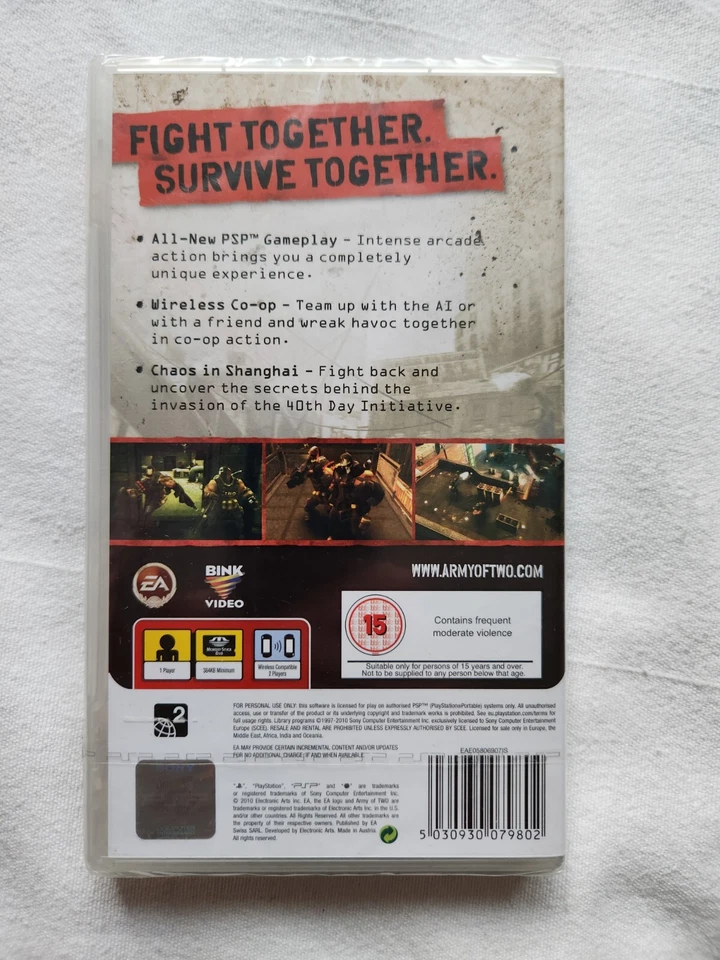 FIGHT TOGETHER.
SURVIVE TOGETHER.
• All-New PSP™ Gameplay – Intense arcade
action brings you a completely
unique experience.
• Wireless Co-op – Team up with the AI or
with a friend and wreak havoc together
in co-op action.
• Chaos in Shanghai – Fight back and
uncover the secrets behind the
invasion of the 40th Day Initiative.
EA
BINK
VIDEO
WWW.ARMYOFTWO.COM
15
Contains frequent
moderate violence
Suitable only for persons of 15 years and over.
Not to be supplied to any person below that age.
1 Player
564KB Minimum
Wireless Compatible
2 Players
2
FOR PERSONAL USE ONLY: this software is licensed for play on authorised PSP™ (PlayStation®Portable) systems only. All unauthorised
access, use or transfer of the product or its underlying copyright and trademark works is prohibited. See eu.playstation.com/terms for
full usage rights. Library programs ©1997-2010 Sony Computer Entertainment Inc. exclusively licensed to Sony Computer Entertainment
Europe (SCEE). RESALE AND RENTAL ARE PROHIBITED UNLESS EXPRESSLY AUTHORISED BY SCEE. Licensed for sale only in Europe, the
Middle East, Africa, India and Oceania.
EA MAY PROVIDE CERTAIN INCREMENTAL CONTENT AND/OR UPDATES
FOR NO ADDITIONAL CHARGE, IF AND WHEN AVAILABLE.
EAE05806907IS
SONY
", "PlayStation", "PSP" and " " are trademarks
or registered trademarks of Sony Computer Entertainment Inc.
© 2010 Electronic Arts Inc. EA, the EA logo and Army of TWO are
trademarks or registered trademarks of Electronic Arts Inc. in the U.S.
and/or other countries. All Rights Reserved. All other trademarks are
the property of their respective owners. Published by EA
Swiss SARL. Developed by Electronic Arts. Made in Austria.
All rights reserved.
5 030930 079802